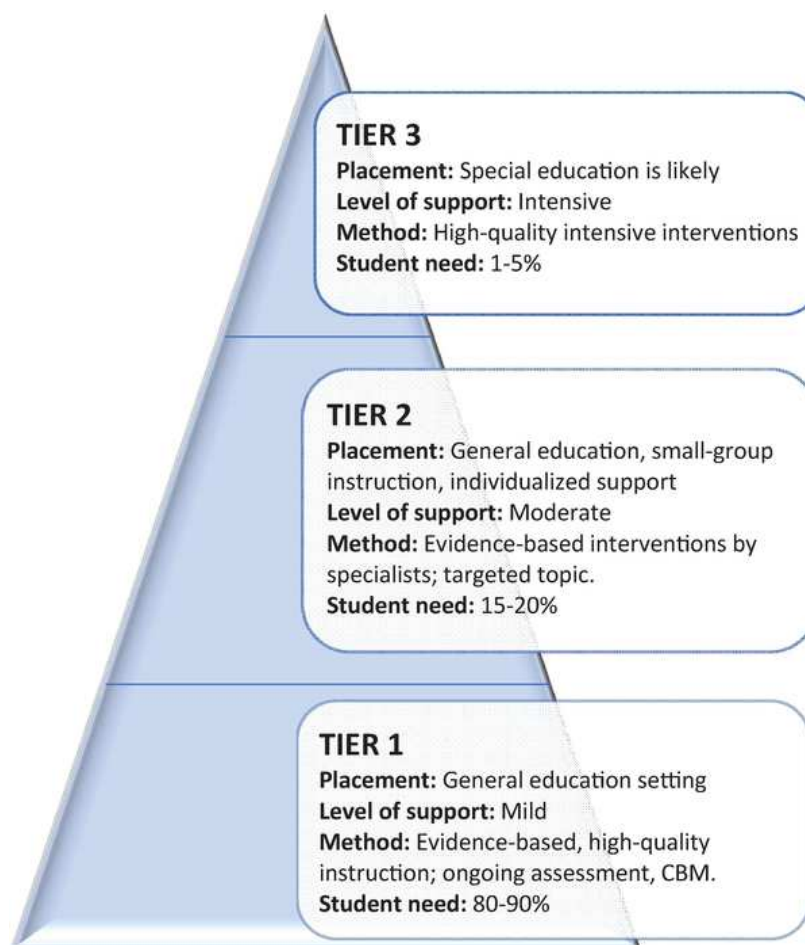 TIER 3
Placement: Special education is likely
Level of support: Intensive
Method: High-quality intensive interventions
Student need: 1-5%
TIER 2
Placement: General education, small-group
instruction, individualized support
Level of support: Moderate
Method: Evidence-based interventions by
specialists; targeted topic.
Student need: 15-20%
TIER 1
Placement: General education setting
Level of support: Mild
Method: Evidence-based, high-quality
instruction; ongoing assessment, CBM.
Student need: 80-90%